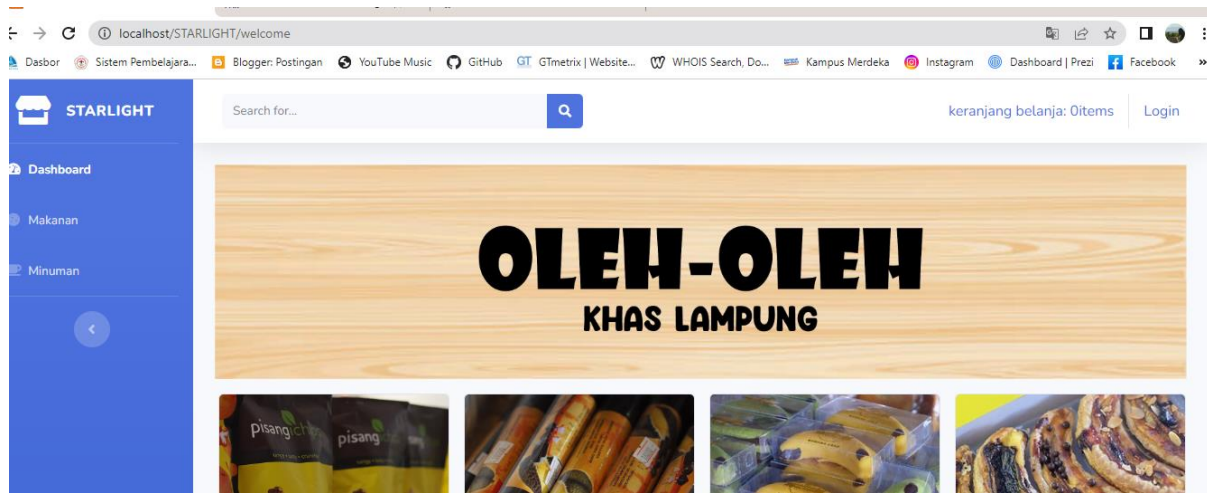 localhost/STARLIGHT/welcome
Dasbor Sistem Pembelajara... Blogger: Postingan YouTube Music GitHub GTmetrix | Website... WHOIS Search, Do... Kampus Merdeka Instagram Dashboard | Prezi Facebook »
STARLIGHT
Search for...
keranjang belanja: 0items
Login
Dashboard
Makanan
Minuman
OLEH-OLEH
KHAS LAMPUNG
pisang
pisang